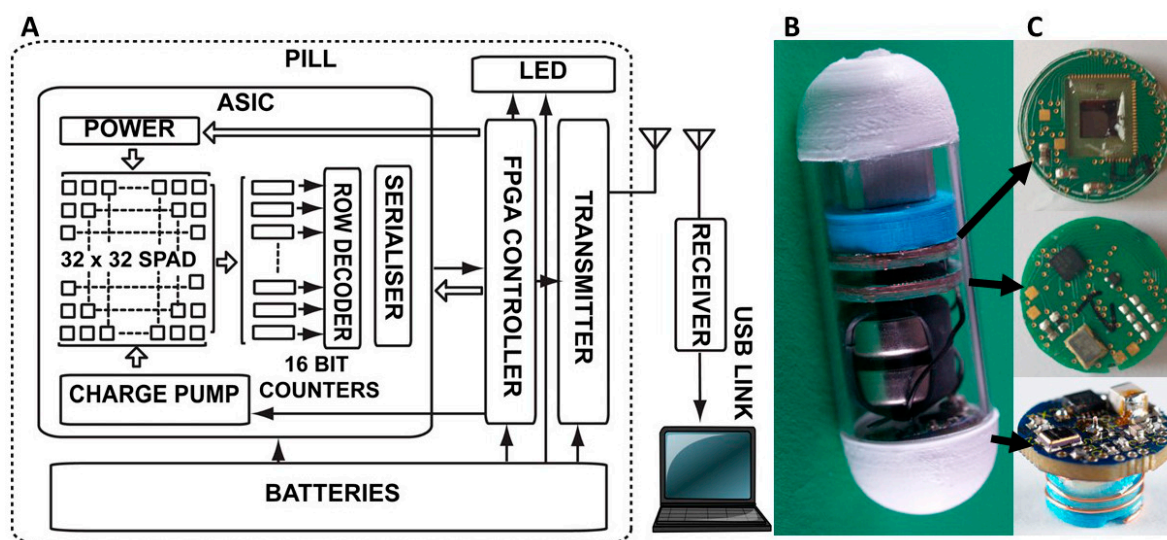 A
B
C
PILL
LED
ASIC
POWER
32 x 32 SPAD
CHARGE PUMP
16 BIT
COUNTERS
ROW DECODER
SERIALISER
FPGA CONTROLLER
TRANSMITTER
RECEIVER
USB LINK
BATTERIES